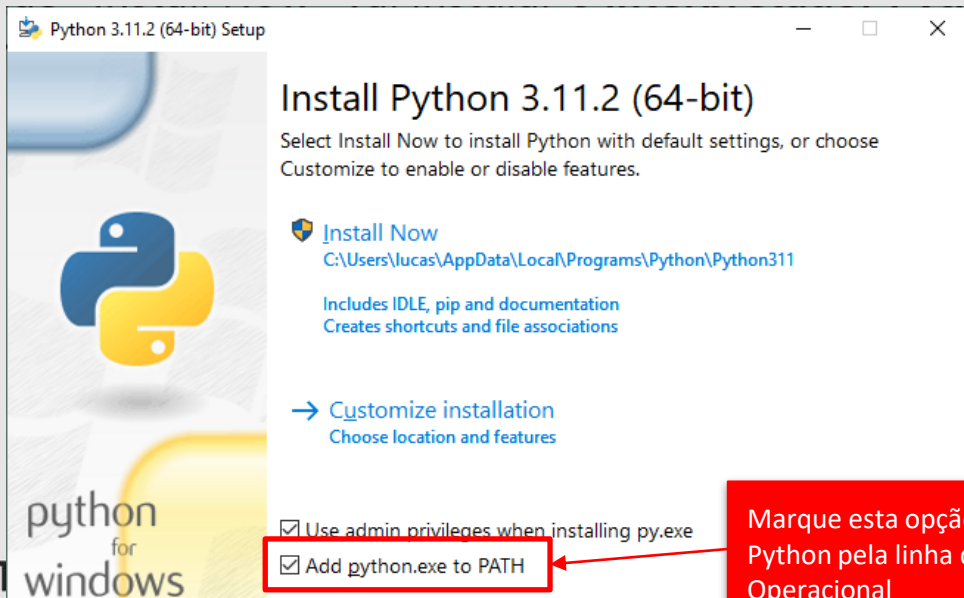 Python 3.11.2 (64-bit) Setup
Install Python 3.11.2 (64-bit)
Select Install Now to install Python with default settings, or choose
Customize to enable or disable features.
Install Now
C:\Users\lucas\AppData\Local\Programs\Python\Python311
Includes IDLE, pip and documentation
Creates shortcuts and file associations
Customize installation
Choose location and features
Use admin privileges when installing py.exe
Add python.exe to PATH
python
for
windows
Marque esta opção
Python pela linha
Operacional